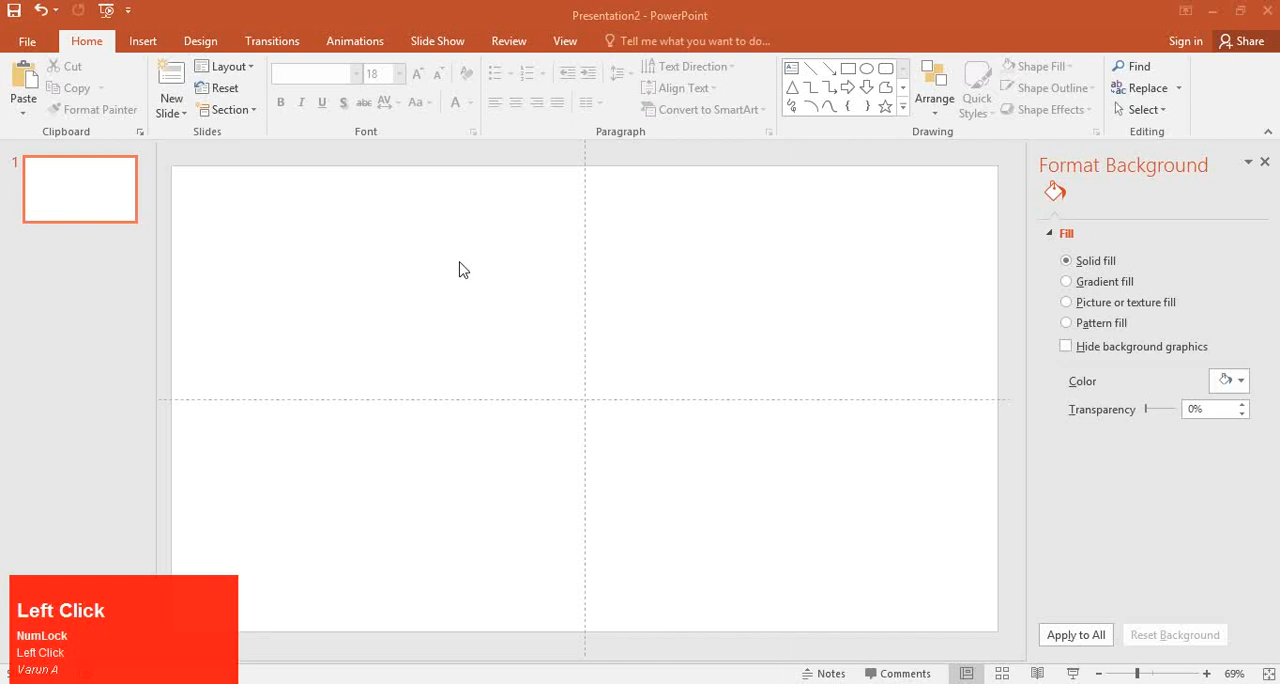 Presentation2 - PowerPoint
File Home Insert Design Transitions Animations Slide Show Review View Tell me what you want to do... Sign in Share
Paste
Cut
Copy
Format Painter
Clipboard
New
Slide
Layout
Reset
Section
Slides
18
B I U S abc AV Aa A
Font
Text Direction
Align Text
Convert to SmartArt
Paragraph
Arrange
Quick
Styles
Shape Fill
Shape Outline
Shape Effects
Drawing
Find
Replace
Select
Editing
1
Format Background
Fill
Solid fill
Gradient fill
Picture or texture fill
Pattern fill
Hide background graphics
Color
Transparency 0%
Apply to All Reset Background
Left Click
NumLock
Left Click
Varun A
Notes Comments 69%